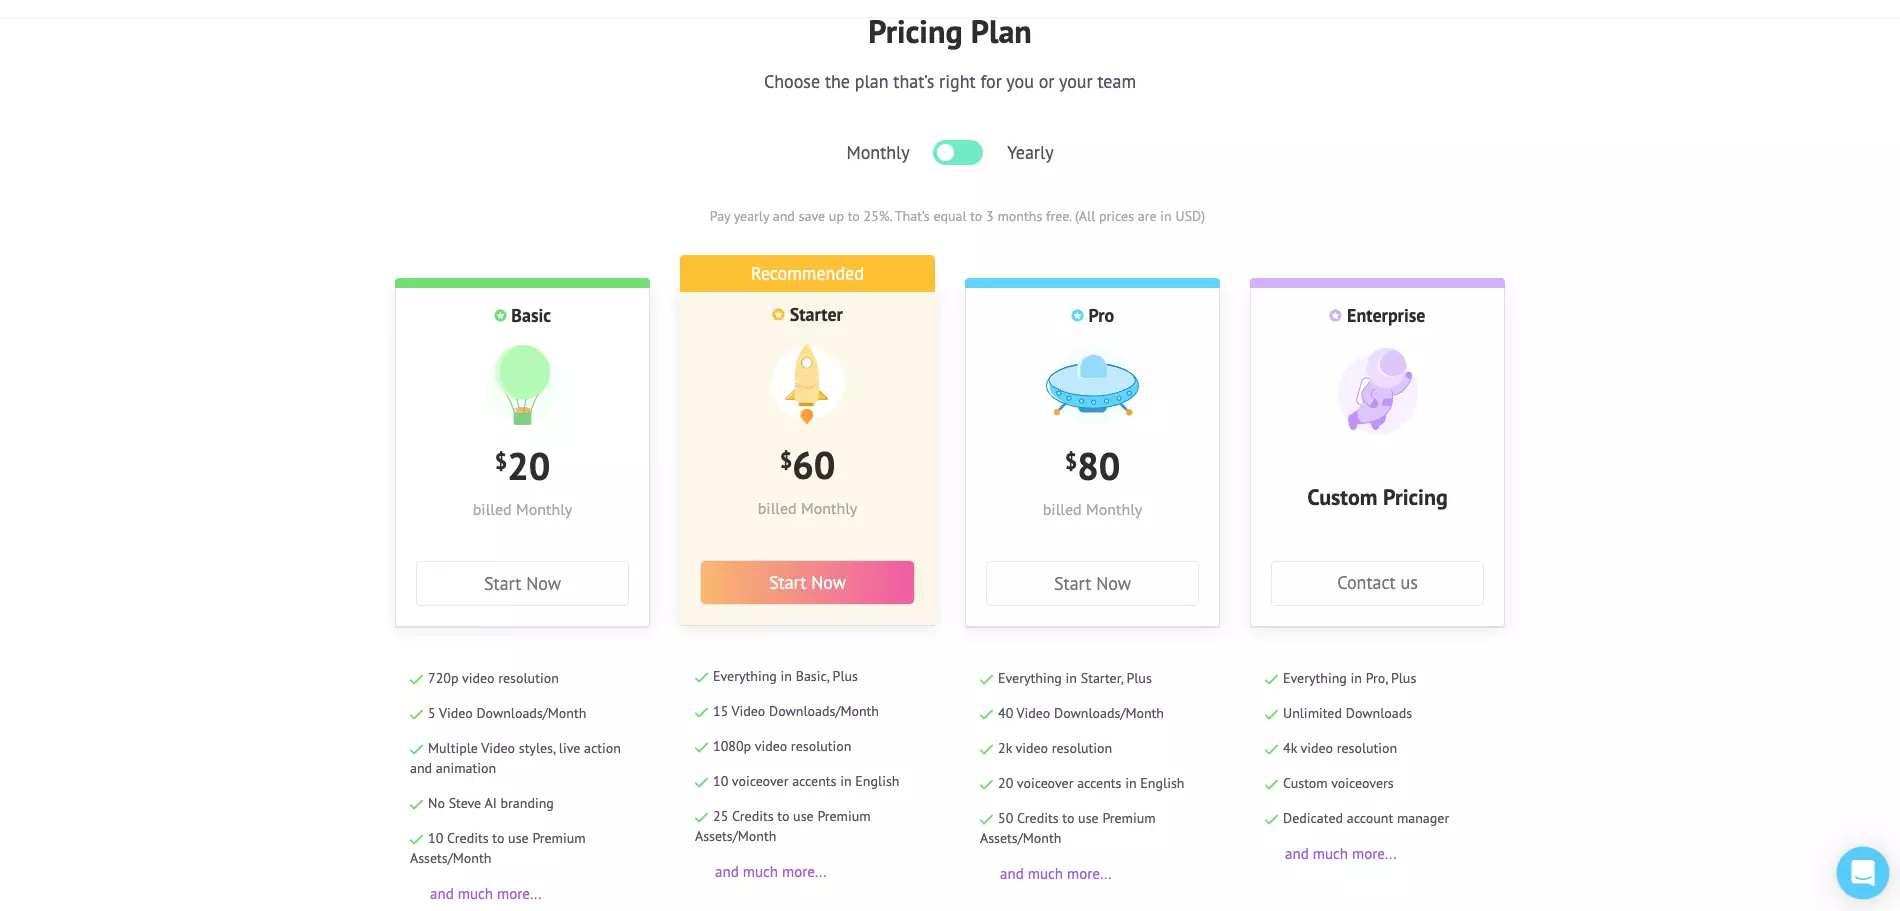 Pricing Plan
Choose the plan that's right for you or your team
Monthly Yearly
Pay yearly and save up to 25%. That's equal to 3 months free. (All prices are in USD)
Basic
$20
billed Monthly
Start Now
720p video resolution
5 Video Downloads/Month
Multiple Video styles, live action
and animation
No Steve AI branding
10 Credits to use Premium
Assets/Month
and much more...
Recommended
Starter
$60
billed Monthly
Start Now
Everything in Basic, Plus
15 Video Downloads/Month
1080p video resolution
10 voiceover accents in English
25 Credits to use Premium
Assets/Month
and much more...
Pro
$80
billed Monthly
Start Now
Everything in Starter, Plus
40 Video Downloads/Month
2k video resolution
20 voiceover accents in English
50 Credits to use Premium
Assets/Month
and much more...
Enterprise
Custom Pricing
Contact us
Everything in Pro, Plus
Unlimited Downloads
4k video resolution
Custom voiceovers
Dedicated account manager
and much more...